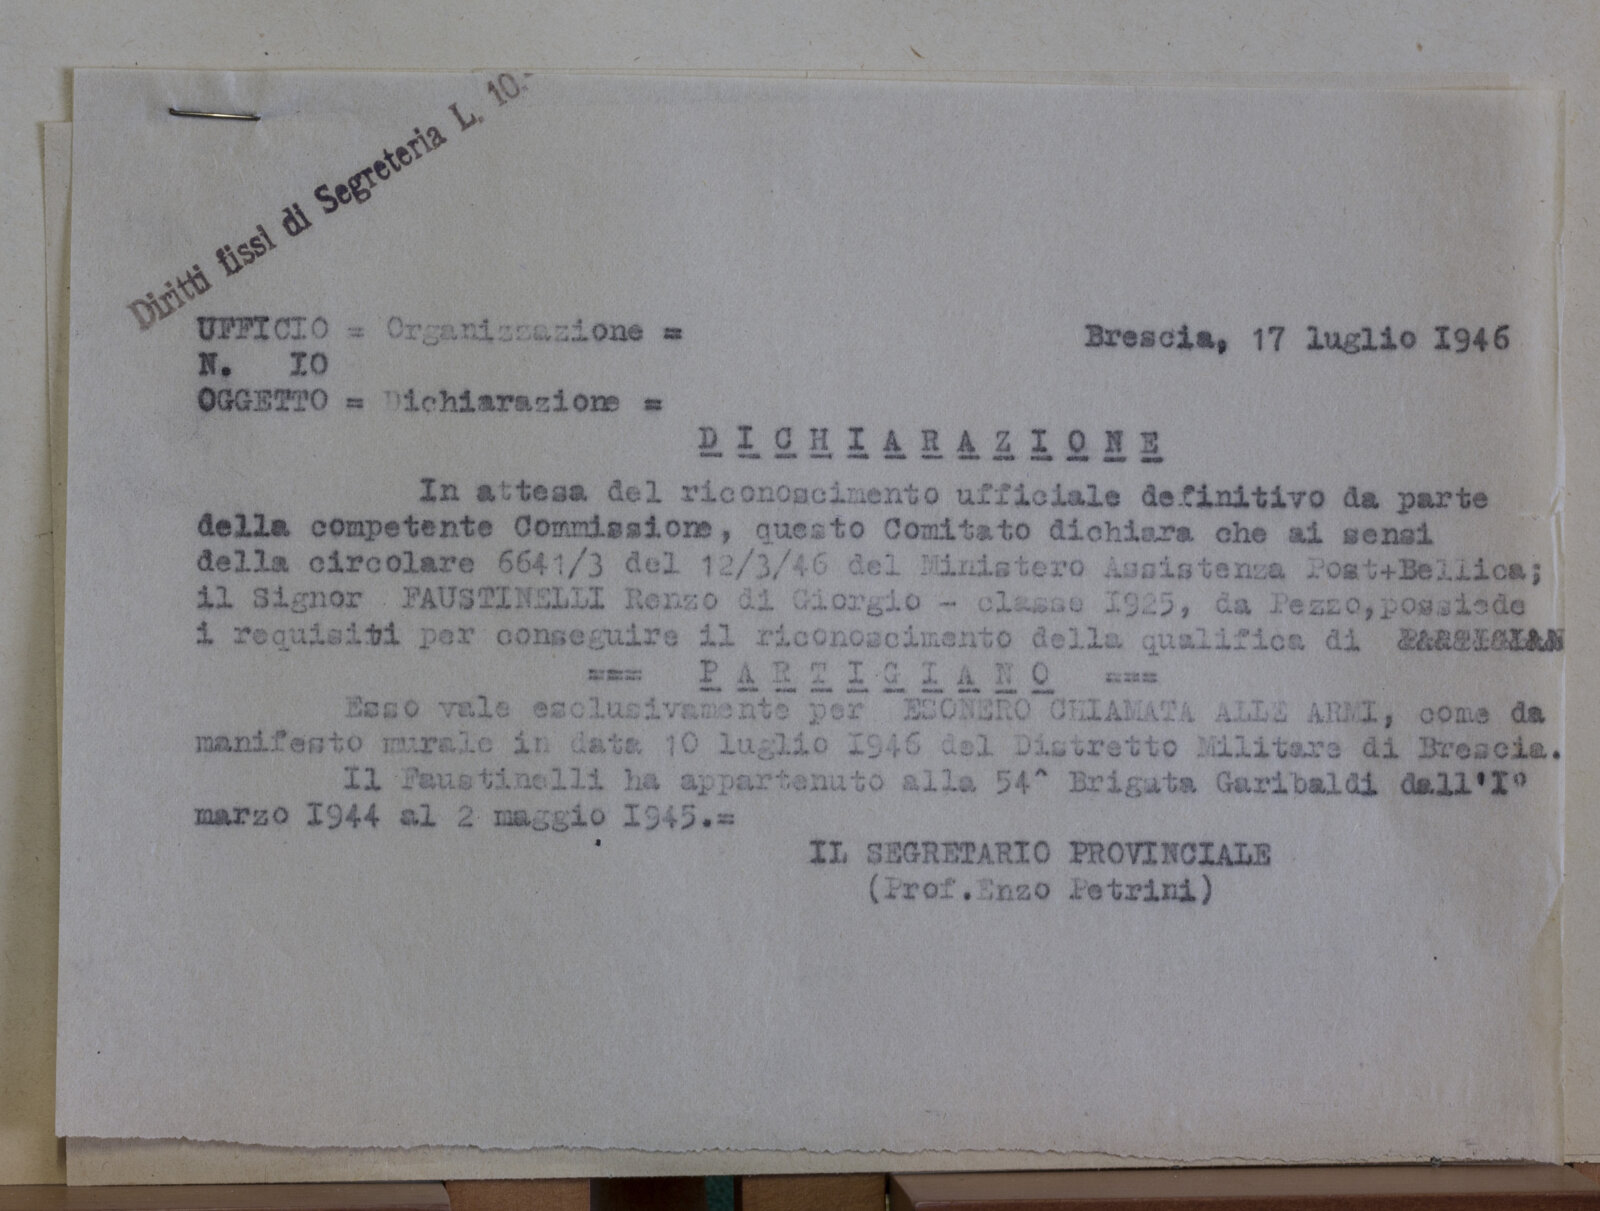 Diritti fissi di Segreteria L. 10.-
UFFICIO = Organizzazione =
Brescia, 17 luglio I946
N. IO
OGGETTO = Dichiarazione =
D I C H I A R A Z I O N E
In attesa del riconoscimento ufficiale definitivo da parte
della competente Commissione, questo Comitato dichiara che ai sensi
della circolare 6641/3 del 12/3/46 del Ministero Assistenza Post+Bellica;
il Signor FAUSTINELLI Renzo di Giorgio - classe I925, da Pezzo,possiede
i requisiti per conseguire il riconoscimento della qualifica di PARTIGIAN
=== P A R T I G I A N O ===
Esso vale esclusivamente per ESONERO CHIAMATA ALLE ARMI, come da
manifesto murale in data 10 luglio I946 del Distretto Militare di Brescia.
Il Faustinelli ha appartenuto alla 54^ Brigata Garibaldi dall'I°
marzo I944 al 2 maggio I945.=
IL SEGRETARIO PROVINCIALE
(Prof.Enzo Petrini)